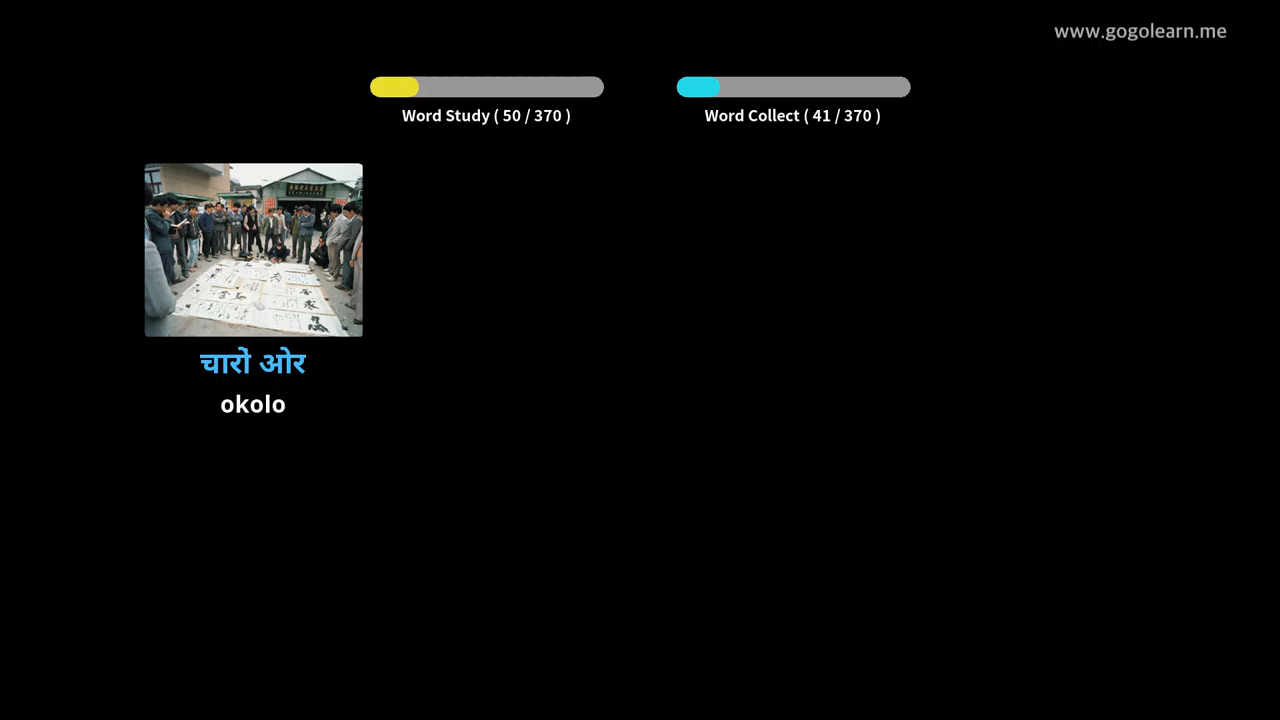 www.gogolearn.me
Word Study ( 50 / 370 )
Word Collect ( 41 / 370 )
चारों ओर
okolo